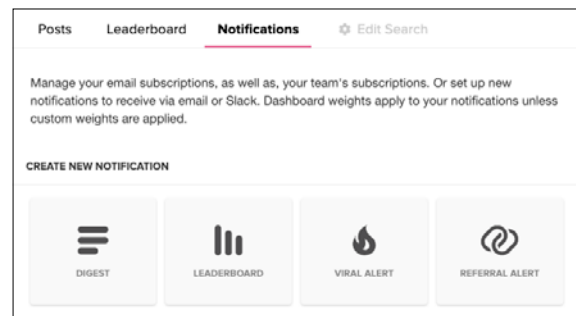 Posts Leaderboard Notifications Edit Search
Manage your email subscriptions, as well as, your team's subscriptions. Or set up new
notifications to receive via email or Slack. Dashboard weights apply to your notifications unless
custom weights are applied.
CREATE NEW NOTIFICATION
DIGEST LEADERBOARD VIRAL ALERT REFERRAL ALERT